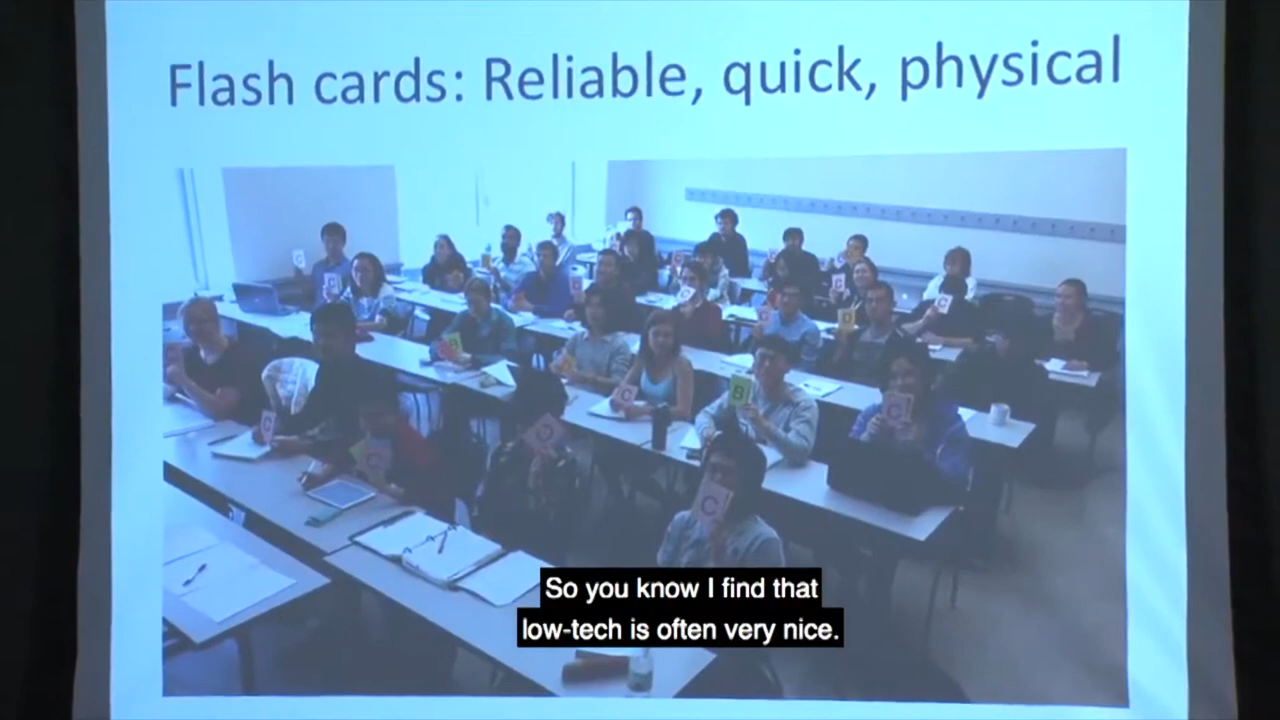 Flash cards: Reliable, quick, physical
C
C
C
C
C
B
C
D
C
B
C
C
C
D
C
So you know I find that
low-tech is often very nice.